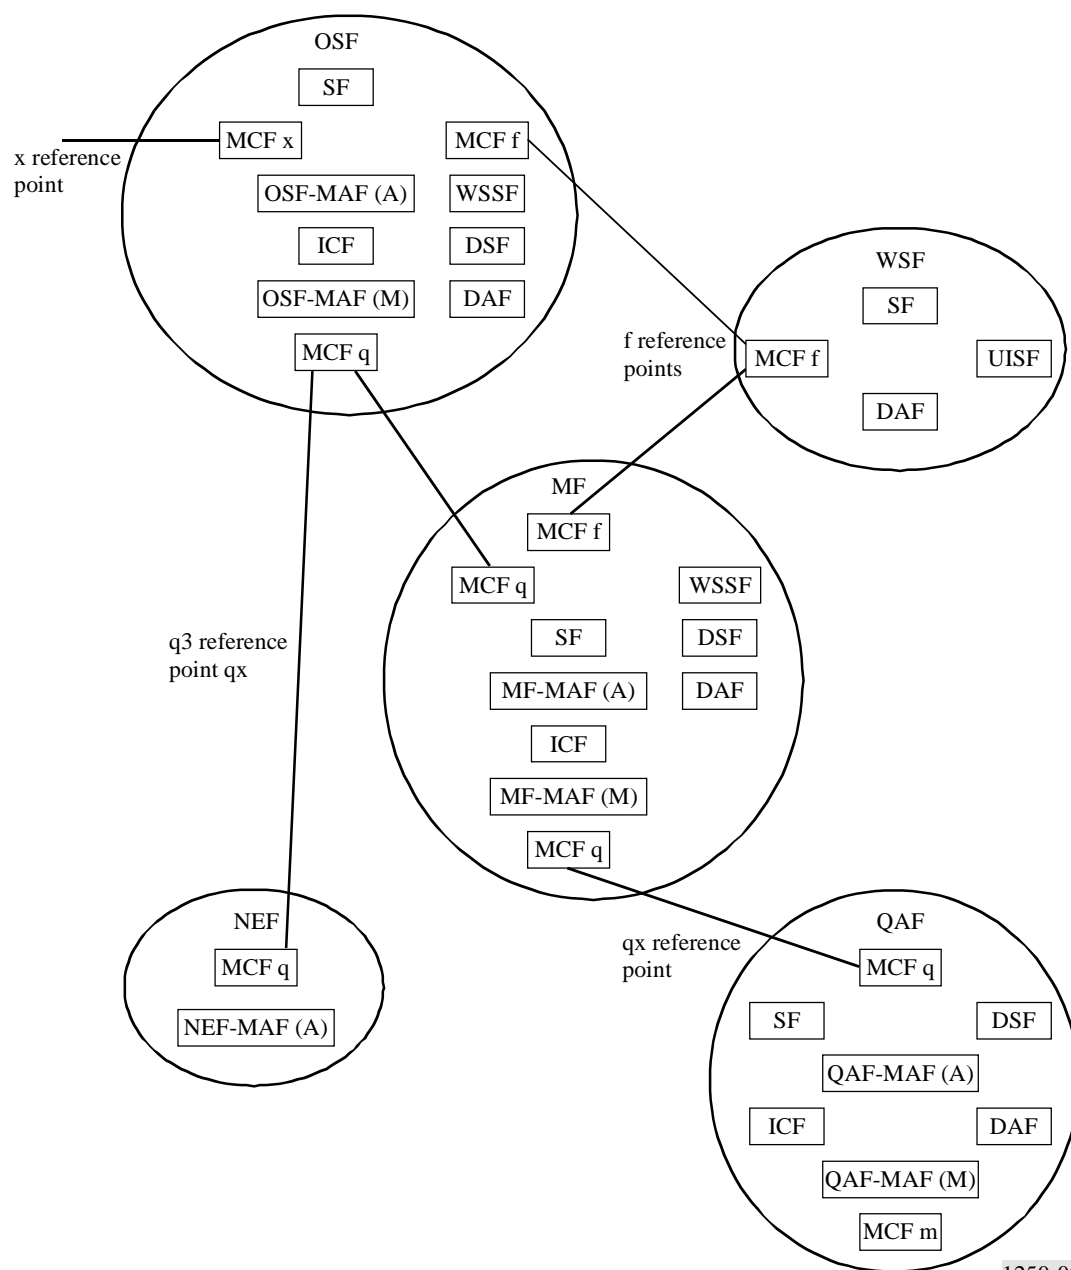 OSF
SF
MCF x
MCF f
x reference
point
OSF-MAF (A)
WSSF
ICF
DSF
OSF-MAF (M)
DAF
MCF q
WSF
SF
f reference
points
MCF f
UISF
DAF
MF
MCF f
MCF q
WSSF
SF
DSF
q3 reference
point qx
MF-MAF (A)
DAF
ICF
MF-MAF (M)
MCF q
NEF
MCF q
NEF-MAF (A)
qx reference
point
QAF
MCF q
SF
DSF
QAF-MAF (A)
ICF
DAF
QAF-MAF (M)
MCF m